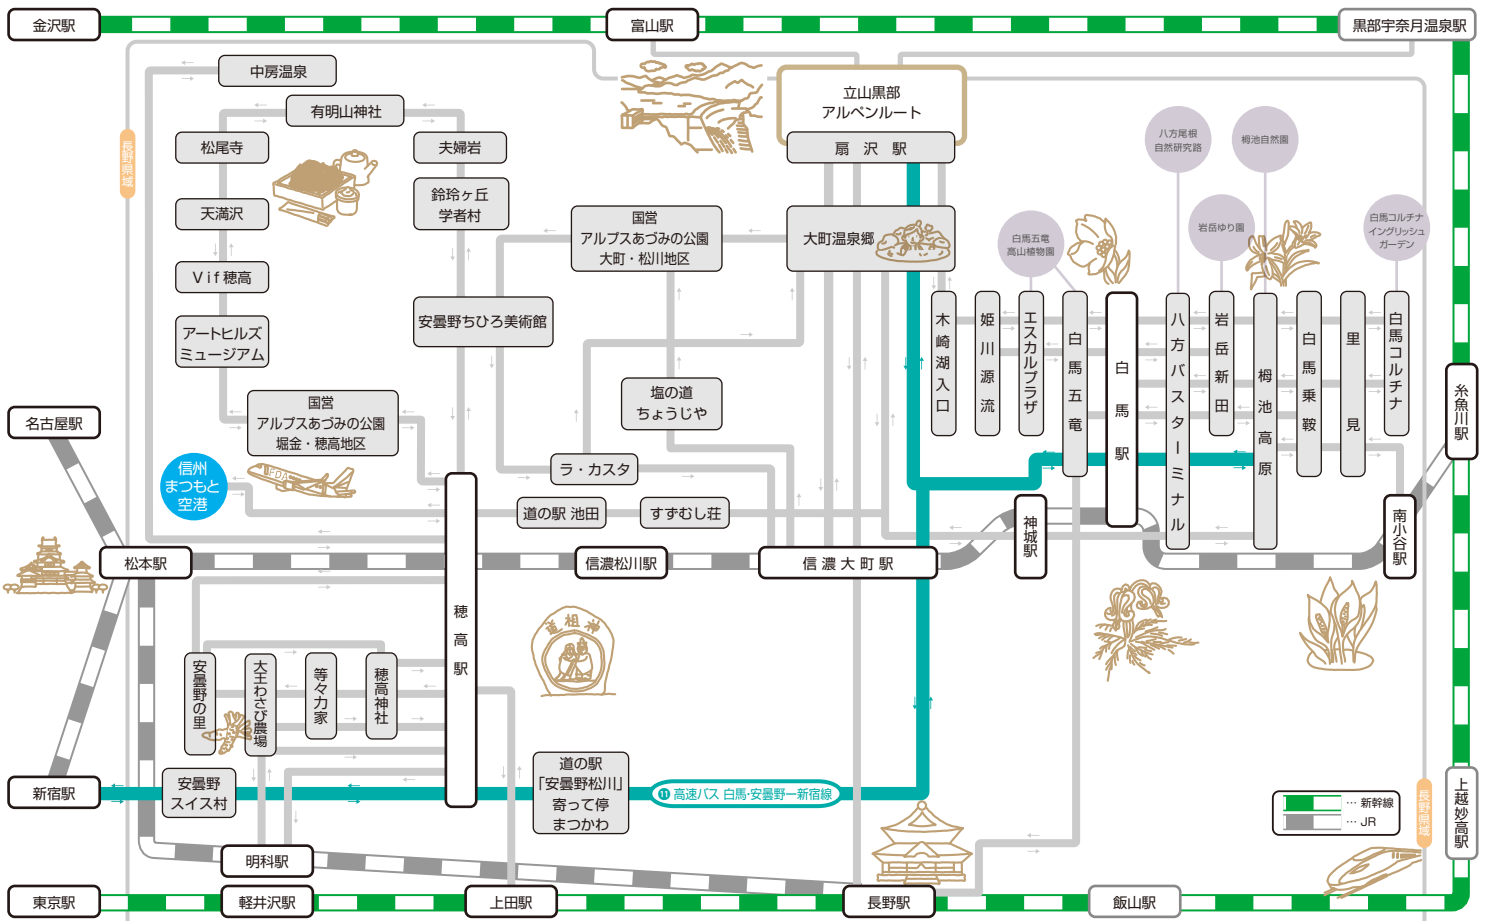 金沢駅
富山駅
黒部宇奈月温泉駅
中房温泉
有明山神社
松尾寺
夫婦岩
長野県域
天満沢
鈴玲ヶ丘
学者村
Vif穂高
アートヒルズ
ミュージアム
安曇野ちひろ美術館
国営
アルプスあづみの公園
堀金・穂高地区
国営
アルプスあづみの公園
大町・松川地区
立山黒部
アルペンルート
扇沢駅
大町温泉郷
塩の道
ちょうじや
ラ・カスタ
道の駅 池田
すずむし荘
八方尾根
自然研究路
栂池自然園
白馬五竜
高山植物園
岩岳ゆり園
白馬コルチナ
イングリッシュ
ガーデン
木崎湖入口
姫川源流
エスカルプラザ
白馬五竜
白馬駅
八方バスターミナル
岩岳新田
栂池高原
白馬乗鞍
里見
白馬コルチナ
糸魚川駅
名古屋駅
信州
まつもと
空港
FDA
松本駅
信濃松川駅
信濃大町駅
神城駅
南小谷駅
穂高駅
道祖神
安曇野の里
大王わさび農場
等々力家
穂高神社
新宿駅
安曇野
スイス村
道の駅
「安曇野松川」
寄って停
まつかわ
⓫ 高速バス 白馬・安曇野ー新宿線
長野県域
… 新幹線
… JR
上越妙高駅
明科駅
東京駅
軽井沢駅
上田駅
長野駅
飯山駅